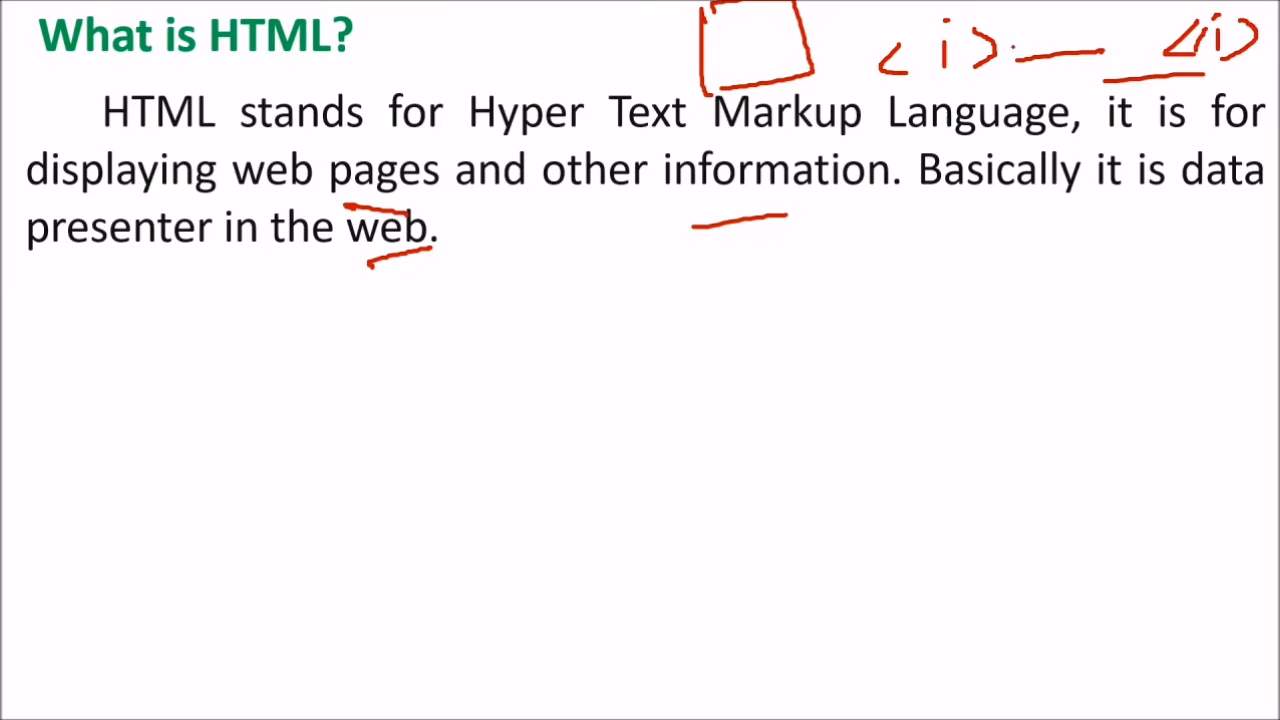 What is HTML?
<i> </i>
HTML stands for Hyper Text Markup Language, it is for
displaying web pages and other information. Basically it is data
presenter in the web.